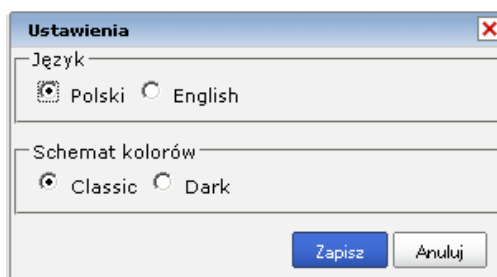 Ustawienia
Język
Polski English
Schemat kolorów
Classic Dark
Zapisz Anuluj